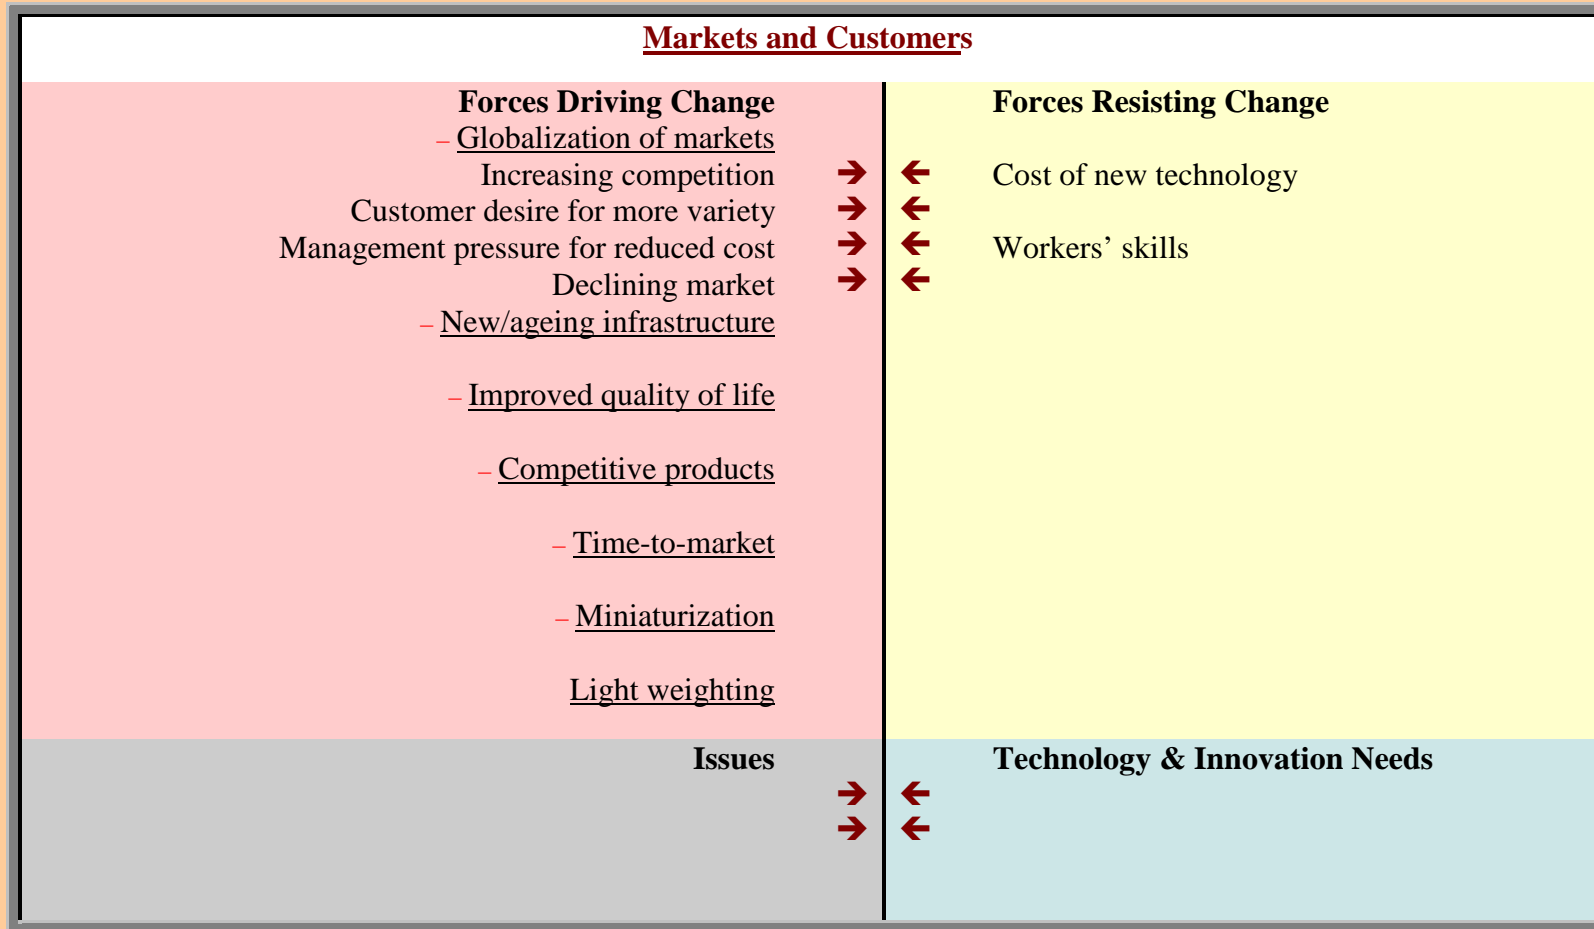 Markets and Customers
Forces Driving Change
– Globalization of markets
Increasing competition ➔
Customer desire for more variety ➔
Management pressure for reduced cost ➔
Declining market ➔
– New/ageing infrastructure
– Improved quality of life
– Competitive products
– Time-to-market
– Miniaturization
Light weighting
Forces Resisting Change
🡸 Cost of new technology
🡸
🡸 Workers’ skills
🡸
Issues
➔
➔
Technology & Innovation Needs
🡸
🡸